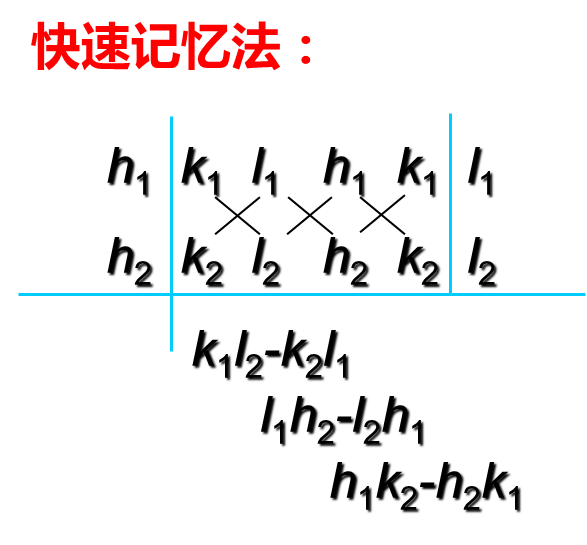 快速记忆法：
h₁ k₁ l₁ h₁ k₁ l₁
h₂ k₂ l₂ h₂ k₂ l₂
k₁l₂-k₂l₁
l₁h₂-l₂h₁
h₁k₂-h₂k₁